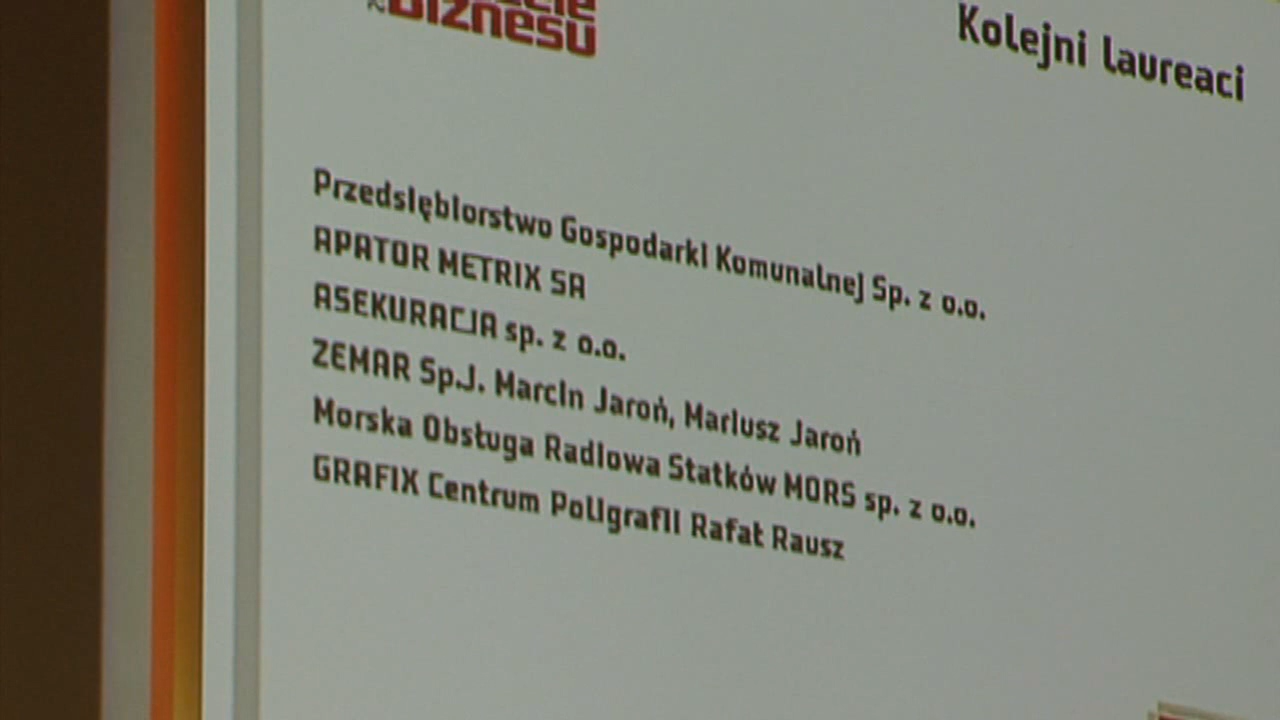 biznesu
Kolejni laureaci
Przedsiębiorstwo Gospodarki Komunalnej Sp. z o.o.
APATOR METRIX SA
ASEKURACJA sp. z o.o.
ZEMAR Sp.J. Marcin Jaroń, Mariusz Jaroń
Morska Obsługa Radiowa Statków MORS sp. z o.o.
GRAFIX Centrum Poligrafii Rafał Rausz